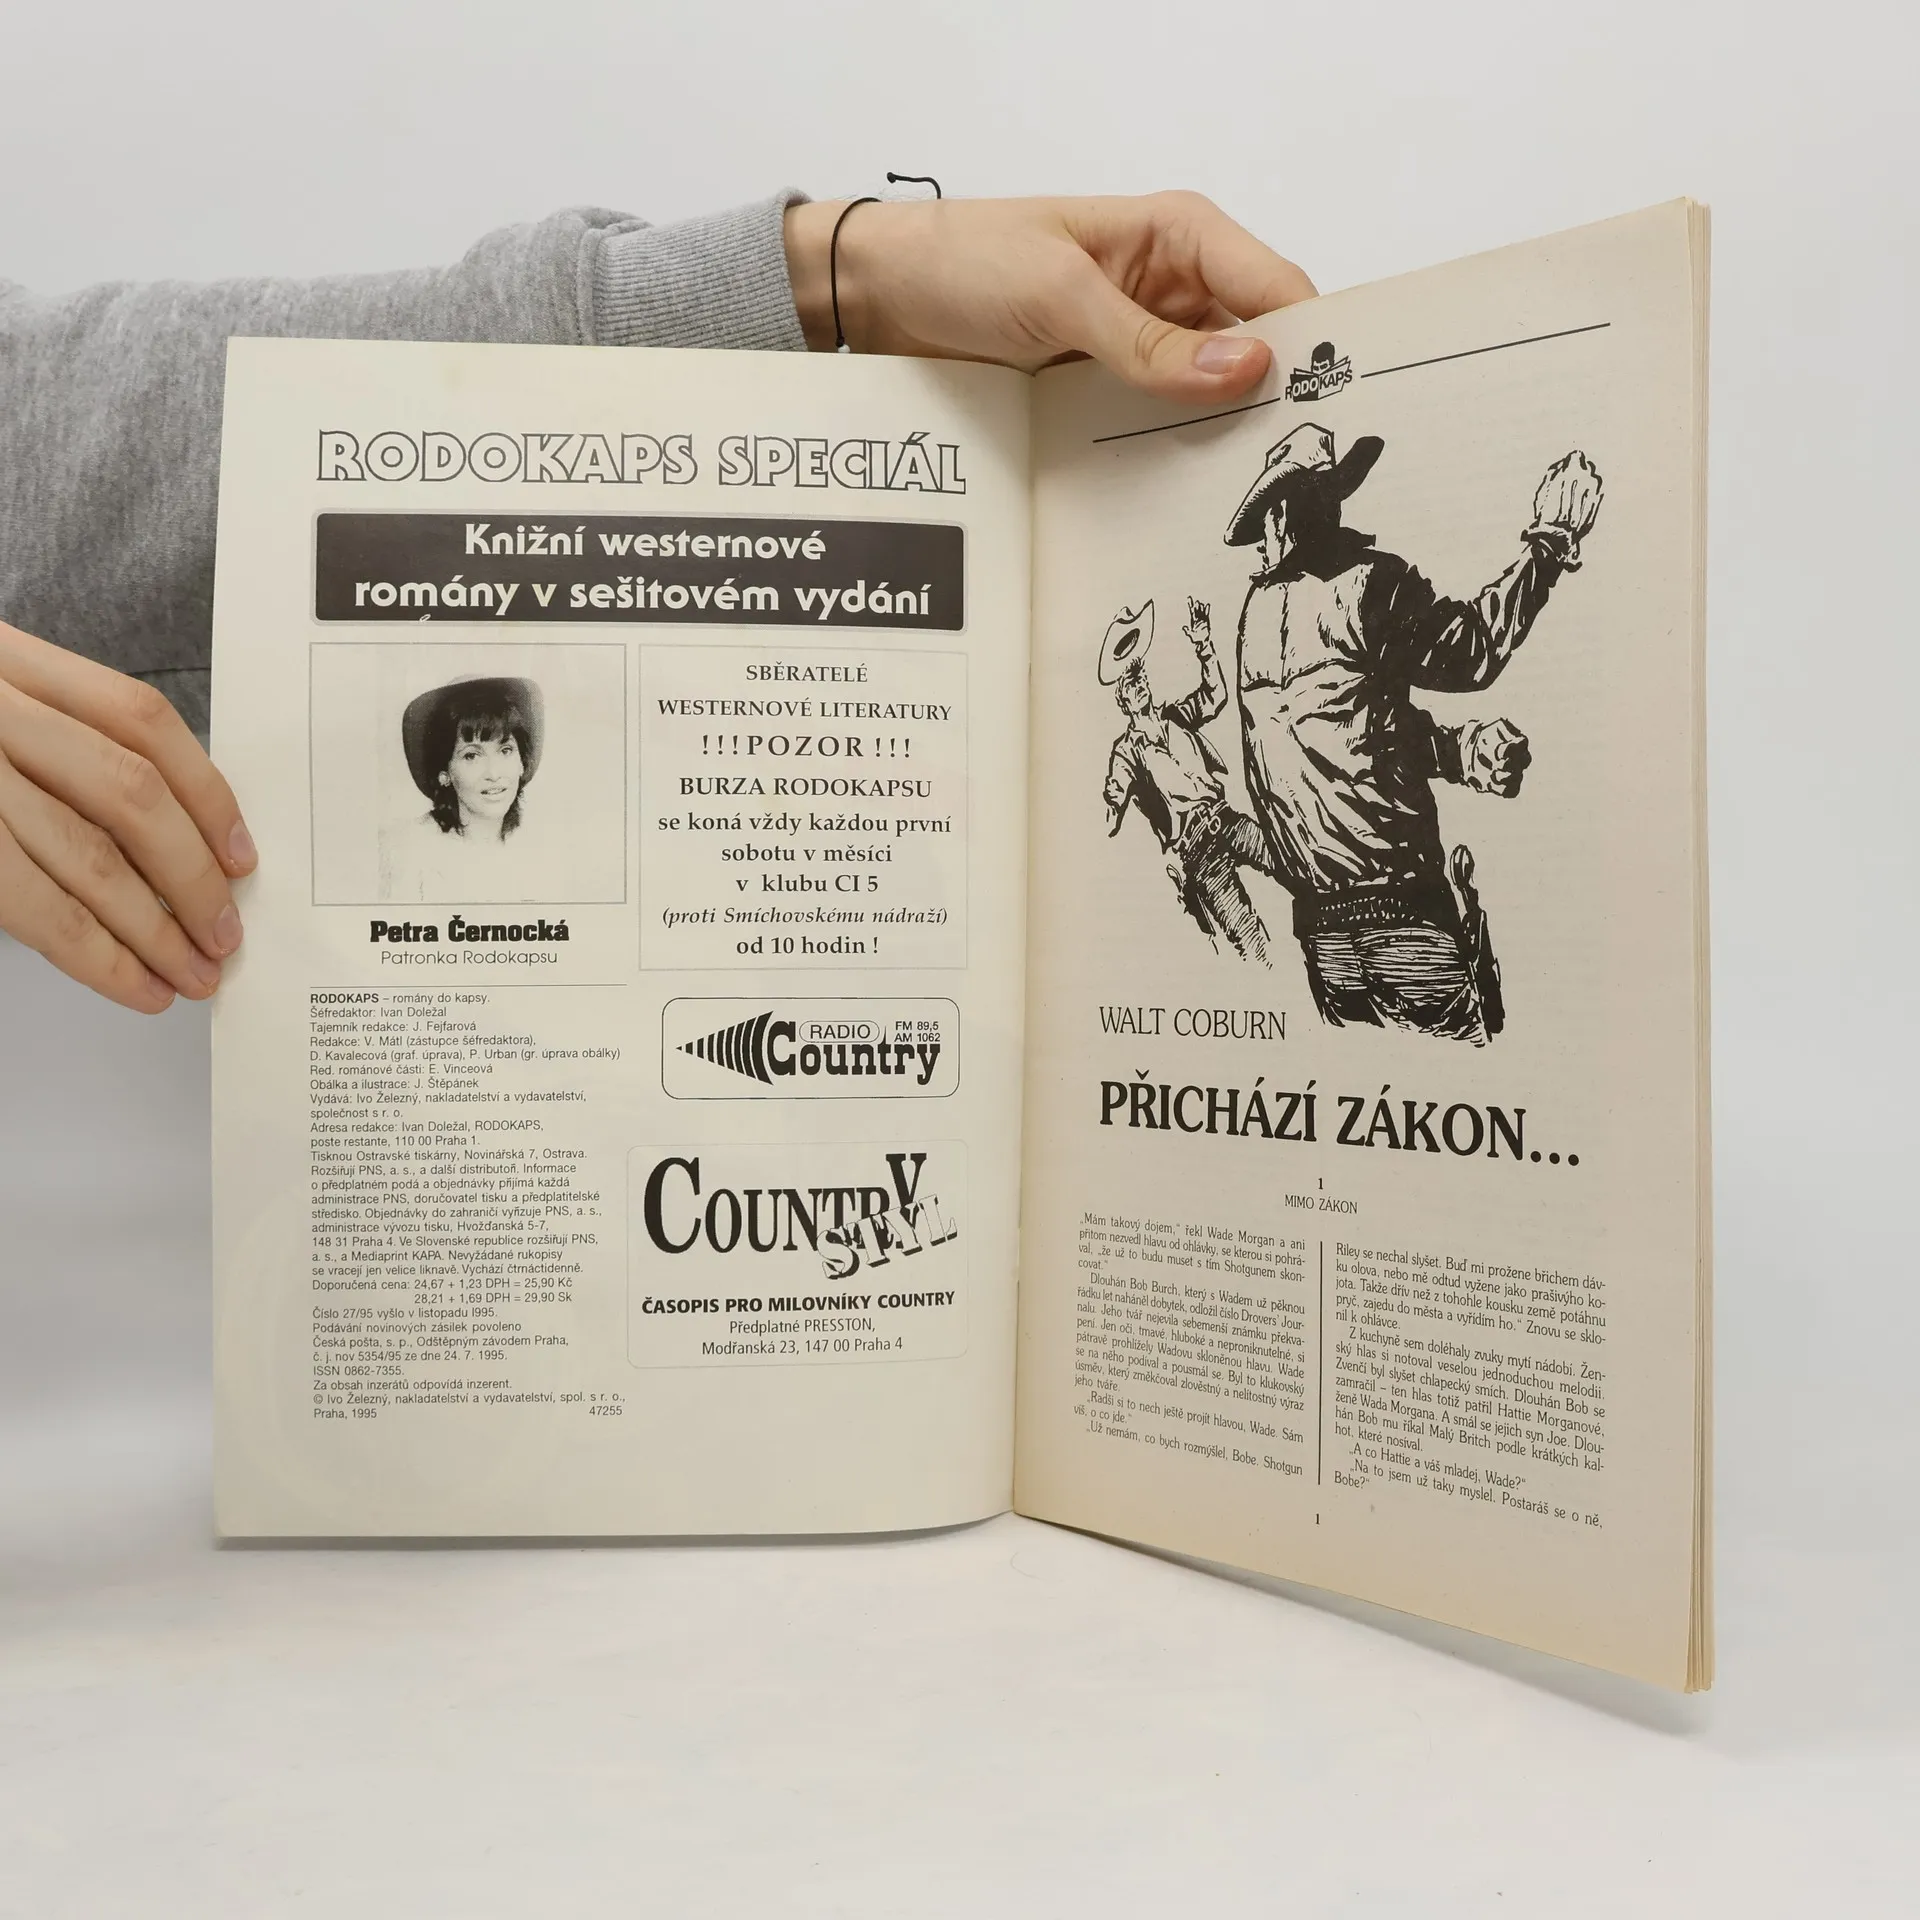 RODOKAPS SPECIÁL
Knižní westernové
romány v sešitovém vydání
Petra Černocká
Patronka Rodokapsu
SBĚRATELÉ
WESTERNOVÉ LITERATURY
!!!POZOR !!!
BURZA RODOKAPSU
se koná vždy každou první
sobotu v měsíci
v klubu CI 5
(proti Smíchovskému nádraží)
od 10 hodin !
RODOKAPS – romány do kapsy.
Šéfredaktor: Ivan Doležal
Tajemník redakce: J. Fejfarová
Redakce: V. Mátl (zástupce šéfredaktora),
D. Kavalecová (graf. úprava), P. Urban (gr. úprava obálky)
Red. románové části: E. Vinceová
Obálka a ilustrace: J. Štěpánek
Vydává: Ivo Železný, nakladatelství a vydavatelství,
společnost s r. o.
Adresa redakce: Ivan Doležal, RODOKAPS,
poste restante, 110 00 Praha 1.
Tisknou Ostravské tiskárny, Novinářská 7, Ostrava.
Rozšiřují PNS, a. s., a další distributoři. Informace
o předplatném podá a objednávky přijímá každá
administrace PNS, doručovatel tisku a předplatitelské
středisko. Objednávky do zahraničí vyřizuje PNS, a. s.,
administrace vývozu tisku, Hvožďanská 5-7,
148 31 Praha 4. Ve Slovenské republice rozšiřují PNS,
a. s., a Mediaprint KAPA. Nevyžádané rukopisy
se vracejí jen velice liknavě. Vychází čtrnáctidenně.
Doporučená cena: 24,67 + 1,23 DPH = 25,90 Kč
28,21 + 1,69 DPH = 29,90 Sk
Číslo 27/95 vyšlo v listopadu 1995.
Podávání novinových zásilek povoleno
Česká pošta, s. p., Odštěpným závodem Praha,
č. j. nov 5354/95 ze dne 24. 7. 1995.
ISSN 0862-7355.
Za obsah inzerátů odpovídá inzerent.
© Ivo Železný, nakladatelství a vydavatelství, spol. s r. o.,
Praha, 1995 47255
RADIO FM 89,5
AM 1062
Country
COUNTRY
STYL
ČASOPIS PRO MILOVNÍKY COUNTRY
Předplatné PRESSTON,
Modřanská 23, 147 00 Praha 4
RODOKAPS
WALT COBURN
PŘICHÁZÍ ZÁKON...
1
MIMO ZÁKON
„Mám takový dojem,“ řekl Wade Morgan a ani
přitom nezvedl hlavu od ohlávky, se kterou si pohrá-
val, „že už to budu muset s tím Shotgunem skon-
covat.“
Dlouhán Bob Burch, který s Wadem už pěknou
řádku let naháněl dobytek, odložil číslo Drovers' Jour-
nalu. Jeho tvář nejevila sebemenší známku překva-
pení. Jen oči, tmavé, hluboké a neproniknutelné, si
pátravě prohlížely Wadovu skloněnou hlavu. Wade
se na něho podíval a pousmál se. Byl to klukovský
úsměv, který změkčoval zlověstný a nelítostný výraz
jeho tváře.
„Radši si to nech ještě projít hlavou, Wade. Sám
víš, o co jde.“
„Už nemám, co bych rozmýšlel, Bobe. Shotgun
Riley se nechal slyšet. Buď mi prožene břichem dáv-
ku olova, nebo mě odtud vyžene jako prašivýho ko-
jota. Takže dřív než z tohohle kousku země potáhnu
pryč, zajedu do města a vyřídím ho.“ Znovu se sklo-
nil k ohlávce.
Z kuchyně sem doléhaly zvuky mytí nádobí. Žen-
ský hlas si notoval veselou jednoduchou melodii.
Zvenčí byl slyšet chlapecký smích. Dlouhán Bob se
zamračil – ten hlas totiž patřil Hattie Morganové,
ženě Wada Morgana. A smál se jejich syn Joe. Dlou-
hán Bob mu říkal Malý Britch podle krátkých kal-
hot, které nosíval.
„A co Hattie a váš mladej, Wade?“
„Na to jsem už taky myslel. Postaráš se o ně,
Bobe?“
1